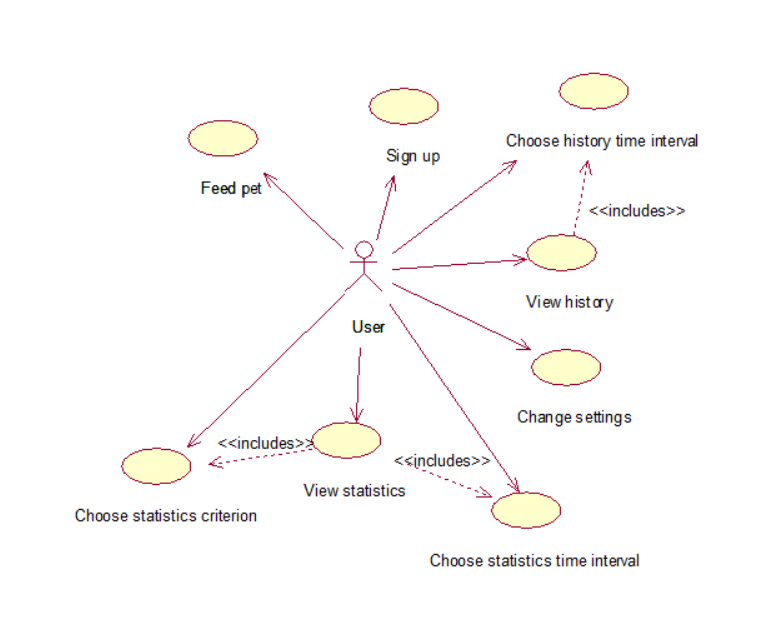 Choose history time interval
Sign up
Feed pet
<<includes>>
View history
User
Change settings
<<includes>>
<<includes>>
View statistics
Choose statistics criterion
Choose statistics time interval